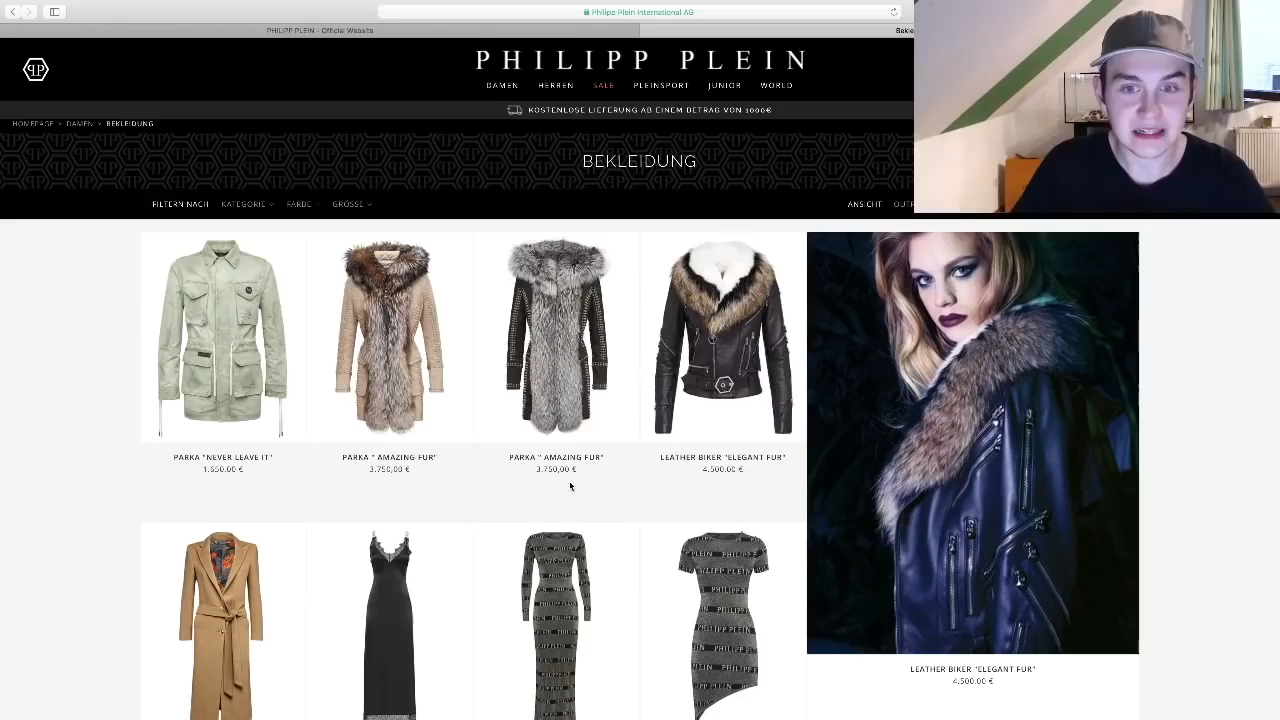 Philipp Plein International AG
PHILIPP PLEIN - Official Website
Bekle
PHILIPP PLEIN
DAMEN HERREN SALE PLEINSPORT JUNIOR WORLD
KOSTENLOSE LIEFERUNG AB EINEM BETRAG VON 1000€
HOMEPAGE > DAMEN > BEKLEIDUNG
BEKLEIDUNG
FILTERN NACH KATEGORIE FARBE GRÖSSE
ANSICHT OUTF
PARKA "NEVER LEAVE IT"
1.650,00 €
PARKA " AMAZING FUR"
3.750,00 €
PARKA " AMAZING FUR"
3.750,00 €
LEATHER BIKER "ELEGANT FUR"
4.500,00 €
LEATHER BIKER "ELEGANT FUR"
4.500,00 €